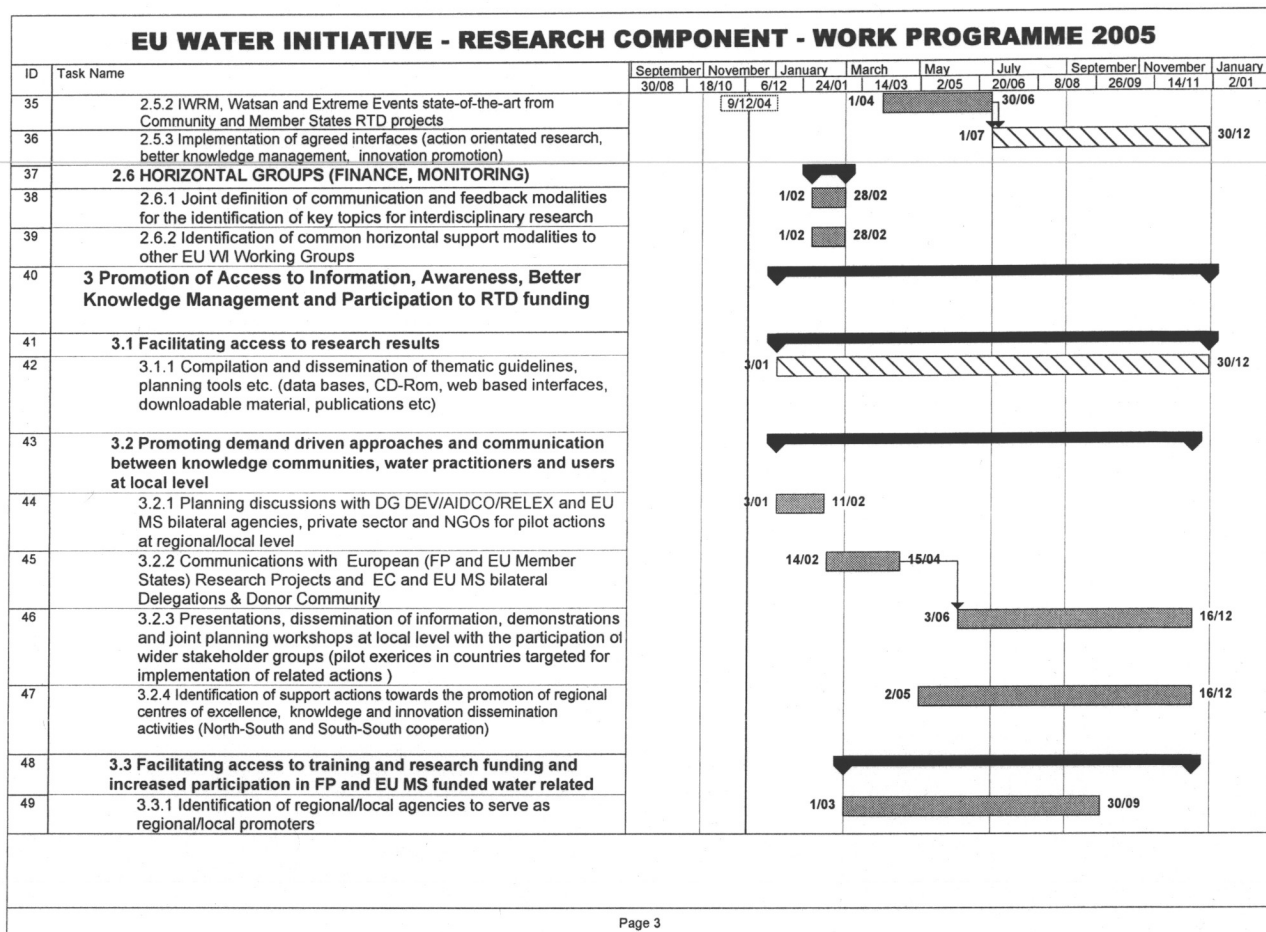 EU WATER INITIATIVE - RESEARCH COMPONENT - WORK PROGRAMME 2005
ID Task Name September November January March May July September November January
30/08 18/10 6/12 24/01 14/03 2/05 20/06 8/08 26/09 14/11 2/01
35 2.5.2 IWRM, Watsan and Extreme Events state-of-the-art from 9/12/04 1/04 30/06
Community and Member States RTD projects
36 2.5.3 Implementation of agreed interfaces (action orientated research, 1/07 30/12
better knowledge management, innovation promotion)
37 2.6 HORIZONTAL GROUPS (FINANCE, MONITORING)
38 2.6.1 Joint definition of communication and feedback modalities 1/02 28/02
for the identification of key topics for interdisciplinary research
39 2.6.2 Identification of common horizontal support modalities to 1/02 28/02
other EU WI Working Groups
40 3 Promotion of Access to Information, Awareness, Better
Knowledge Management and Participation to RTD funding
41 3.1 Facilitating access to research results
42 3.1.1 Compilation and dissemination of thematic guidelines, 3/01 30/12
planning tools etc. (data bases, CD-Rom, web based interfaces,
downloadable material, publications etc)
43 3.2 Promoting demand driven approaches and communication
between knowledge communities, water practitioners and users
at local level
44 3.2.1 Planning discussions with DG DEV/AIDCO/RELEX and EU 3/01 11/02
MS bilateral agencies, private sector and NGOs for pilot actions
at regional/local level
45 3.2.2 Communications with European (FP and EU Member 14/02 15/04
States) Research Projects and EC and EU MS bilateral
Delegations & Donor Community
46 3.2.3 Presentations, dissemination of information, demonstrations 3/06 16/12
and joint planning workshops at local level with the participation of
wider stakeholder groups (pilot exerices in countries targeted for
implementation of related actions )
47 3.2.4 Identification of support actions towards the promotion of regional 2/05 16/12
centres of excellence, knowldege and innovation dissemination
activities (North-South and South-South cooperation)
48 3.3 Facilitating access to training and research funding and
increased participation in FP and EU MS funded water related
49 3.3.1 Identification of regional/local agencies to serve as 1/03 30/09
regional/local promoters
Page 3